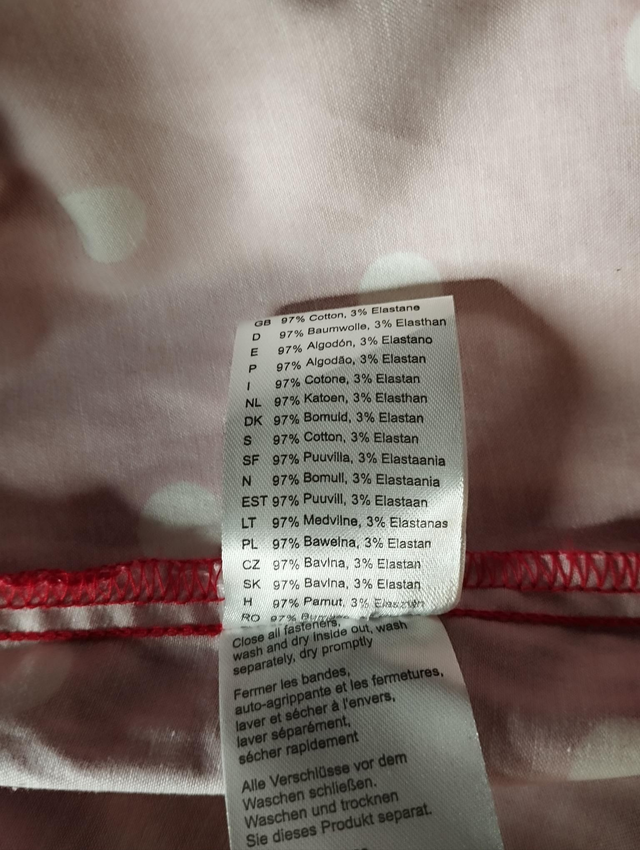 GB 97% Cotton, 3% Elastane
D 97% Baumwolle, 3% Elasthan
E 97% Algodón, 3% Elastano
P 97% Algodão, 3% Elastan
I 97% Cotone, 3% Elastan
NL 97% Katoen, 3% Elasthan
DK 97% Bomuld, 3% Elastan
S 97% Cotton, 3% Elastan
SF 97% Puuvilla, 3% Elastaania
N 97% Bomull, 3% Elastaania
EST 97% Puuvill, 3% Elastaan
LT 97% Medvilne, 3% Elastanas
PL 97% Bawelna, 3% Elastan
CZ 97% Bavlna, 3% Elastan
SK 97% Bavlna, 3% Elastan
H 97% Pamut, 3% Elaszván
RO 97%
Close all fasteners,
wash and dry inside out, wash
separately, dry promptly
Fermer les bandes,
auto-agrippante et les fermetures,
laver et sécher à l'envers,
laver séparément,
sécher rapidement
Alle Verschlüsse vor dem
Waschen schließen.
Waschen und trocknen
Sie dieses Produkt separat.